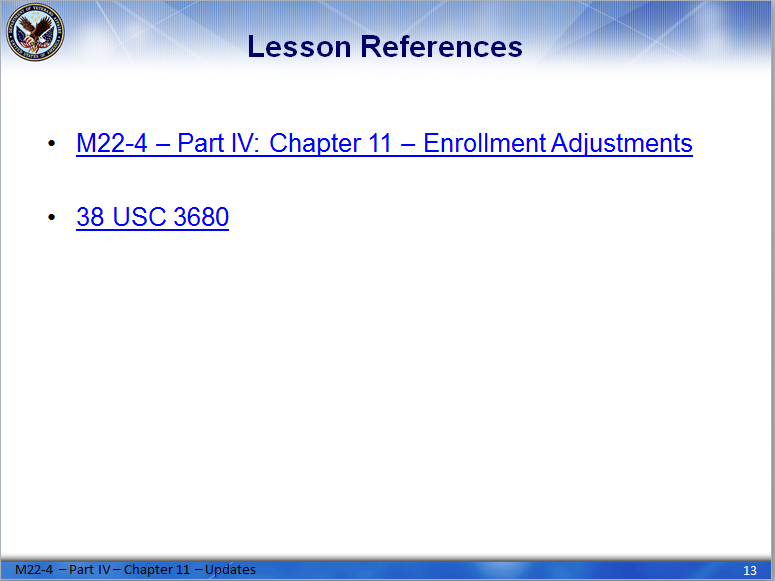 Lesson References
• M22-4 – Part IV: Chapter 11 – Enrollment Adjustments
• 38 USC 3680
M22-4 – Part IV – Chapter 11 – Updates
13